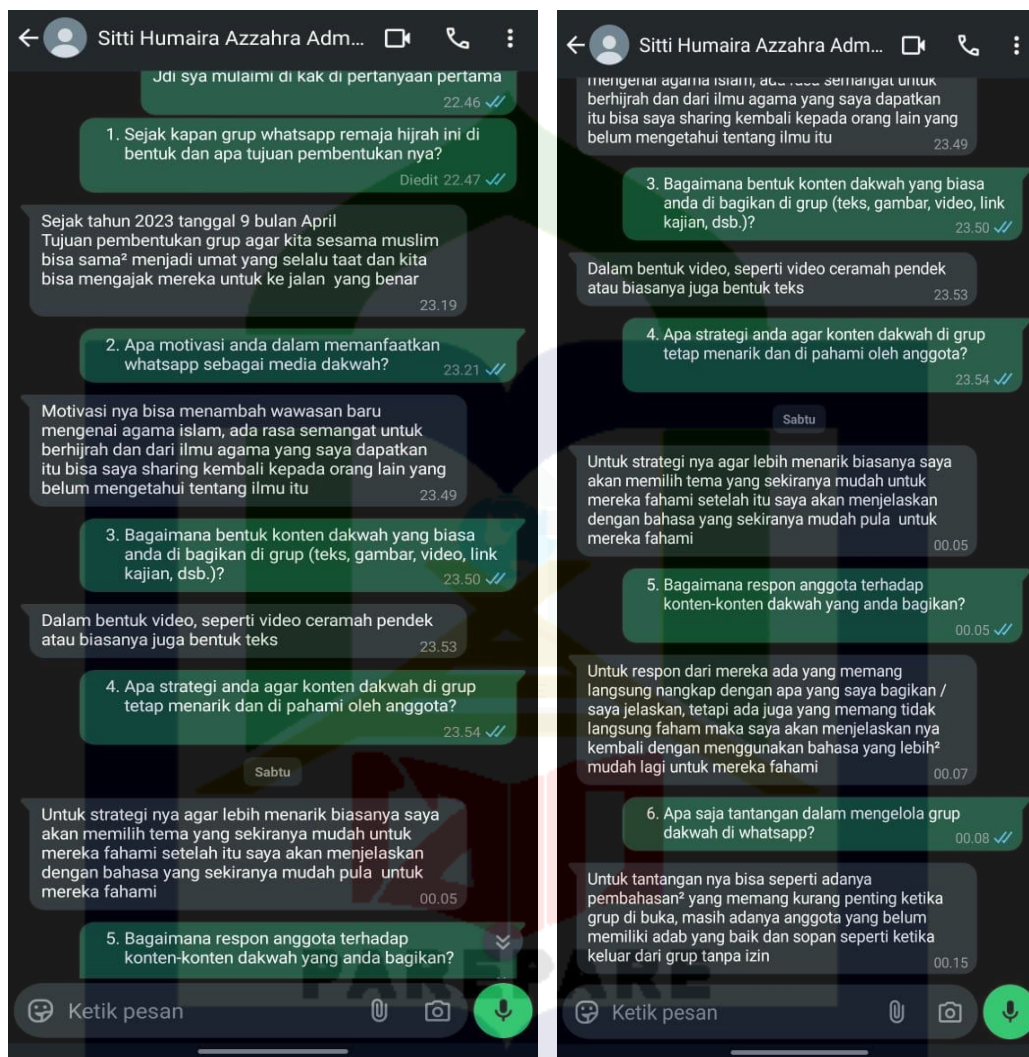 Sitti Humaira Azzahra Adm...
Jdi sya mulaimi di kak di pertanyaan pertama
22.46
1. Sejak kapan grup whatsapp remaja hijrah ini di
bentuk dan apa tujuan pembentukan nya?
Diedit 22.47
Sejak tahun 2023 tanggal 9 bulan April
Tujuan pembentukan grup agar kita sesama muslim
bisa sama² menjadi umat yang selalu taat dan kita
bisa mengajak mereka untuk ke jalan yang benar
23.19
2. Apa motivasi anda dalam memanfaatkan
whatsapp sebagai media dakwah?
23.21
Motivasi nya bisa menambah wawasan baru
mengenai agama islam, ada rasa semangat untuk
berhijrah dan dari ilmu agama yang saya dapatkan
itu bisa saya sharing kembali kepada orang lain yang
belum mengetahui tentang ilmu itu
23.49
3. Bagaimana bentuk konten dakwah yang biasa
anda di bagikan di grup (teks, gambar, video, link
kajian, dsb.)?
23.50
Dalam bentuk video, seperti video ceramah pendek
atau biasanya juga bentuk teks
23.53
4. Apa strategi anda agar konten dakwah di grup
tetap menarik dan di pahami oleh anggota?
23.54
Sabtu
Untuk strategi nya agar lebih menarik biasanya saya
akan memilih tema yang sekiranya mudah untuk
mereka fahami setelah itu saya akan menjelaskan
dengan bahasa yang sekiranya mudah pula untuk
mereka fahami
00.05
5. Bagaimana respon anggota terhadap
konten-konten dakwah yang anda bagikan?
Ketik pesan
Sitti Humaira Azzahra Adm...
mengenai agama islam, ada rasa semangat untuk
berhijrah dan dari ilmu agama yang saya dapatkan
itu bisa saya sharing kembali kepada orang lain yang
belum mengetahui tentang ilmu itu
23.49
3. Bagaimana bentuk konten dakwah yang biasa
anda di bagikan di grup (teks, gambar, video, link
kajian, dsb.)?
23.50
Dalam bentuk video, seperti video ceramah pendek
atau biasanya juga bentuk teks
23.53
4. Apa strategi anda agar konten dakwah di grup
tetap menarik dan di pahami oleh anggota?
23.54
Sabtu
Untuk strategi nya agar lebih menarik biasanya saya
akan memilih tema yang sekiranya mudah untuk
mereka fahami setelah itu saya akan menjelaskan
dengan bahasa yang sekiranya mudah pula untuk
mereka fahami
00.05
5. Bagaimana respon anggota terhadap
konten-konten dakwah yang anda bagikan?
00.05
Untuk respon dari mereka ada yang memang
langsung nangkap dengan apa yang saya bagikan /
saya jelaskan, tetapi ada juga yang memang tidak
langsung faham maka saya akan menjelaskan nya
kembali dengan menggunakan bahasa yang lebih²
mudah lagi untuk mereka fahami
00.07
6. Apa saja tantangan dalam mengelola grup
dakwah di whatsapp?
00.08
Untuk tantangan nya bisa seperti adanya
pembahasan² yang memang kurang penting ketika
grup di buka, masih adanya anggota yang belum
memiliki adab yang baik dan sopan seperti ketika
keluar dari grup tanpa izin
00.15
Ketik pesan
PAREPARE